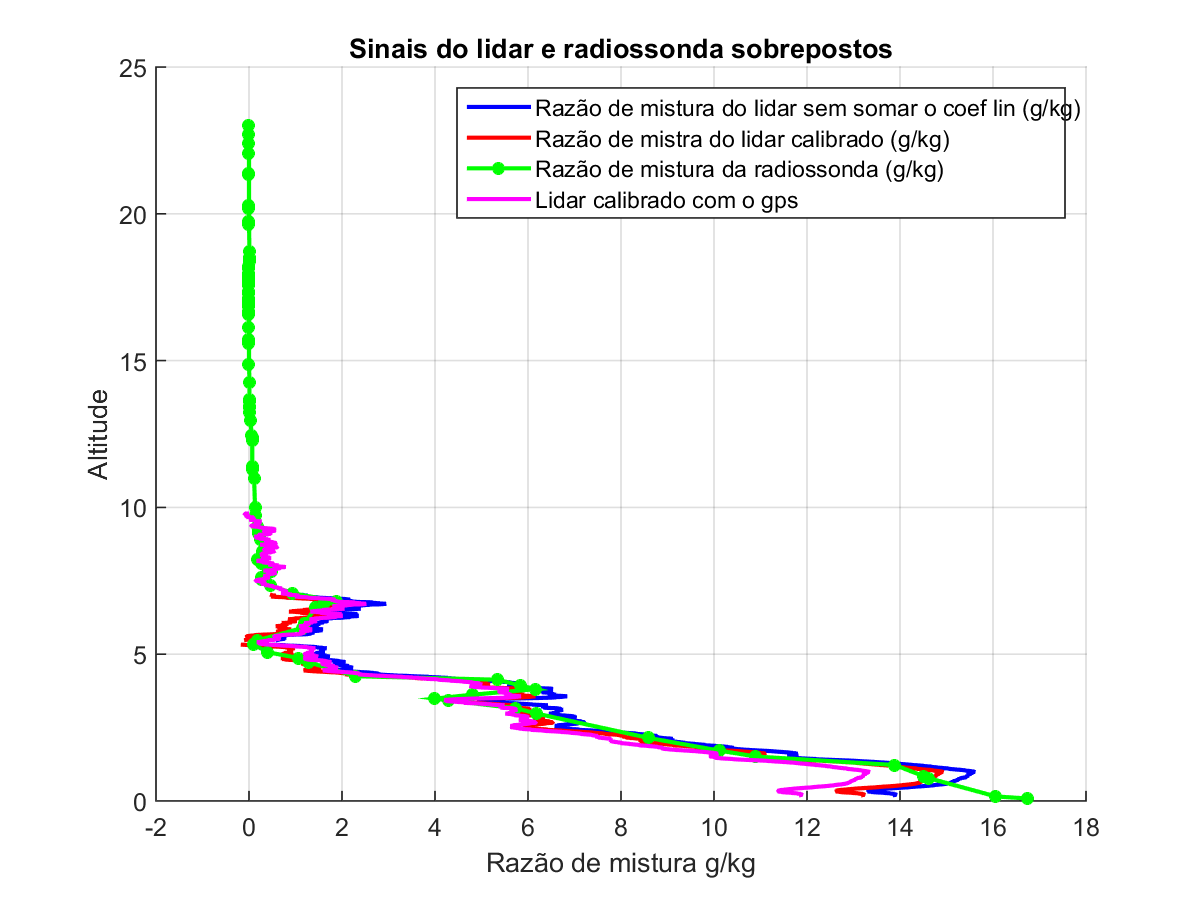 Sinais do lidar e radiossonda sobrepostos
25
20
15
10
5
0
Altitude
Razão de mistura do lidar sem somar o coef lin (g/kg)
Razão de mistra do lidar calibrado (g/kg)
Razão de mistura da radiossonda (g/kg)
Lidar calibrado com o gps
-2 0 2 4 6 8 10 12 14 16 18
Razão de mistura g/kg